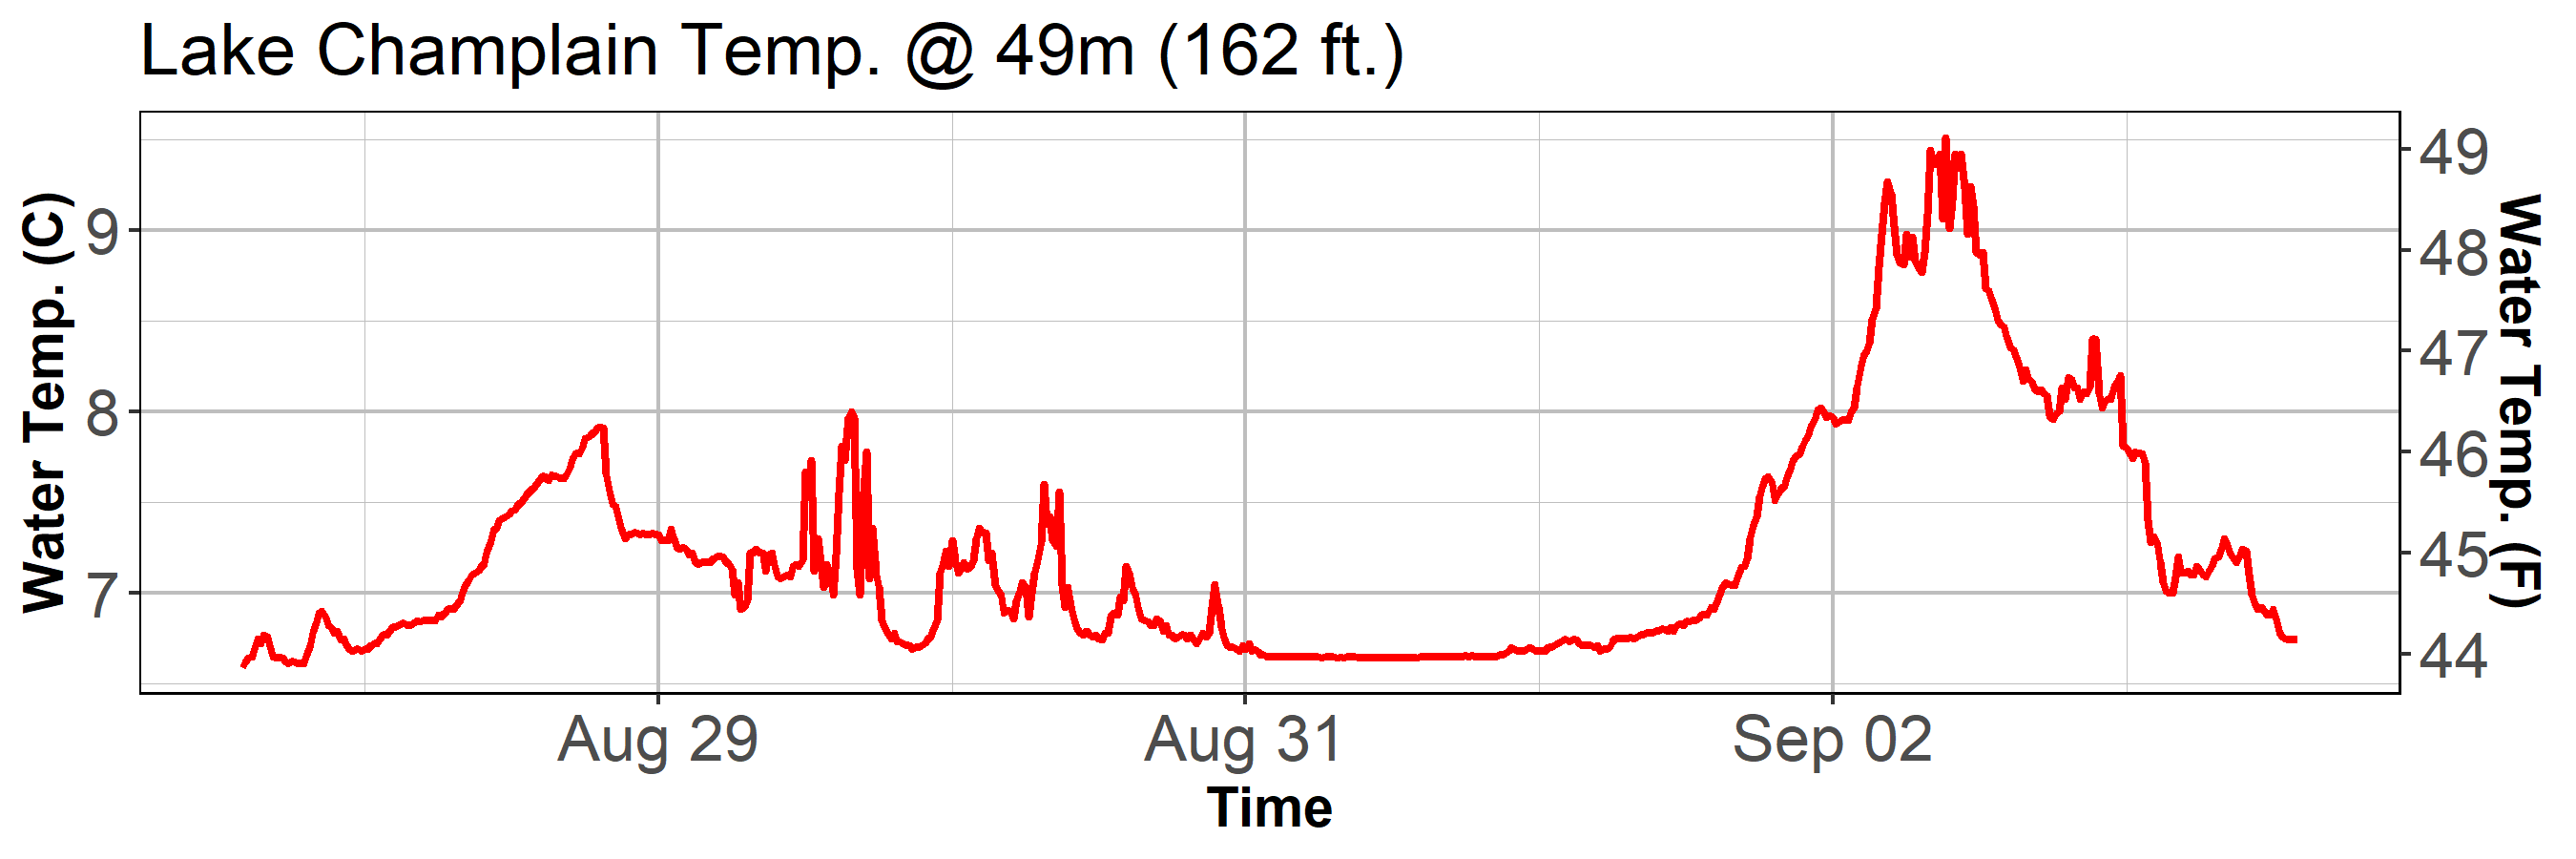 Lake Champlain Temp. @ 49m (162 ft.)
Water Temp. (C)
9
8
7
49
48
47
46
45
44
Water Temp. (F)
Aug 29
Aug 31
Sep 02
Time